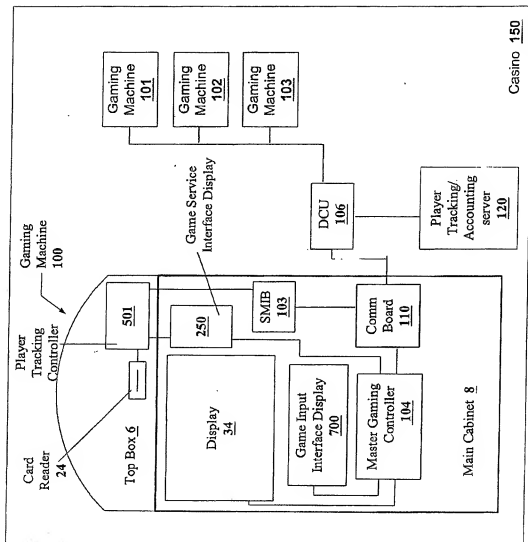 Gaming
Machine
100
Player
Tracking
Controller
Card
Reader
24
Top Box 6
501
Game Service
Interface Display
250
Display
34
SMIB
103
Game Input
Interface Display
700
Master Gaming
Controller
104
Comm
Board
110
Main Cabinet 8
Gaming
Machine
101
Gaming
Machine
102
Gaming
Machine
103
DCU
106
Player
Tracking/
Accounting
server
120
Casino 150